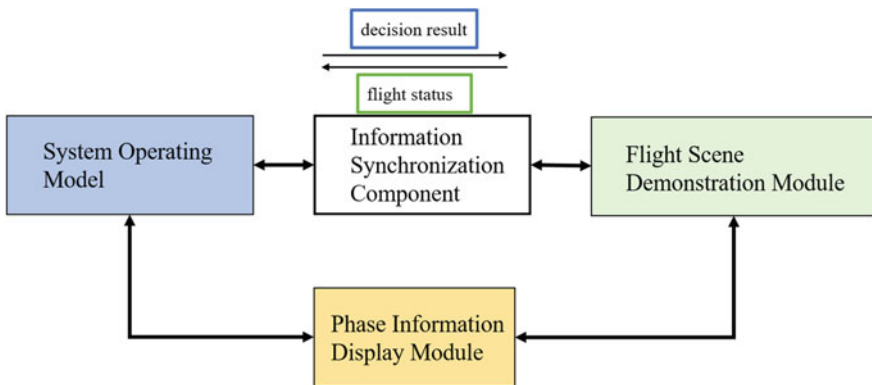 decision result
flight status
System Operating
Model
Information
Synchronization
Component
Flight Scene
Demonstration Module
Phase Information
Display Module